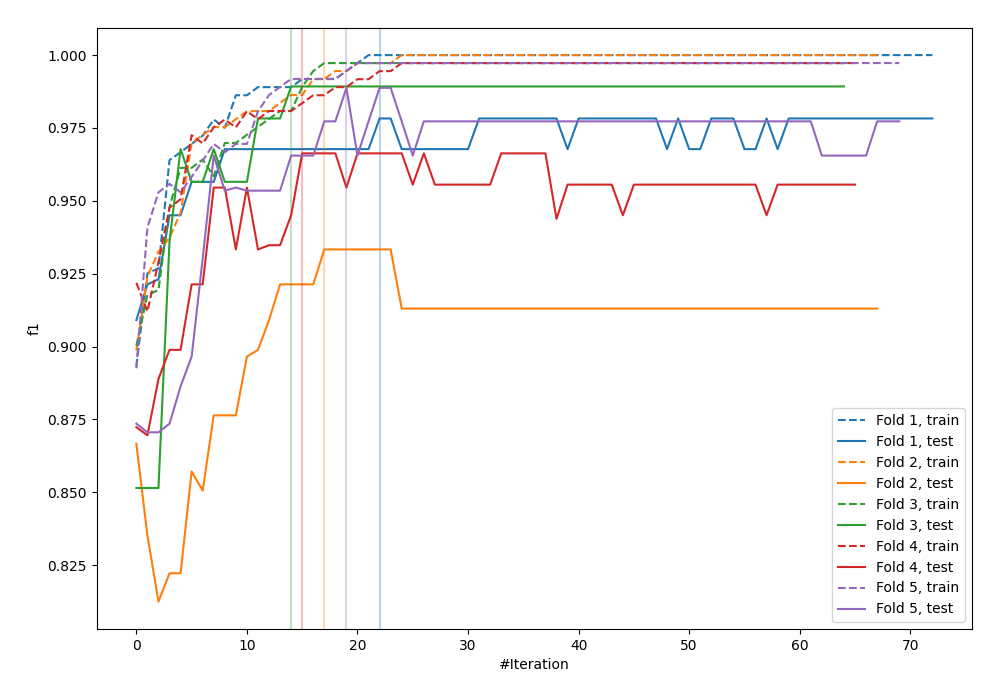 1.000
0.975
0.950
0.925
0.900
0.875
0.850
0.825
f1
0
10
20
30
40
50
60
70
#Iteration
Fold 1, train
Fold 1, test
Fold 2, train
Fold 2, test
Fold 3, train
Fold 3, test
Fold 4, train
Fold 4, test
Fold 5, train
Fold 5, test